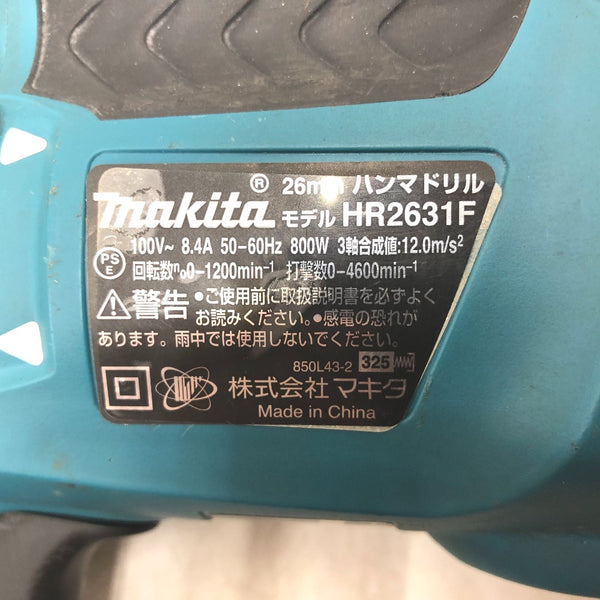 ® 26mm ハンマドリル
makita モデル HR2631F
100V~ 8.4A 50-60Hz 800W 3軸合成値:12.0m/s²
PS E 回転数n₀0-1200min⁻¹ 打撃数0-4600min⁻¹
警告 •ご使用前に取扱説明書を必ずよく
お読みください。•感電の恐れが
あります。雨中では使用しないでください。
850L43-2 325
株式会社 マキタ
Made in China